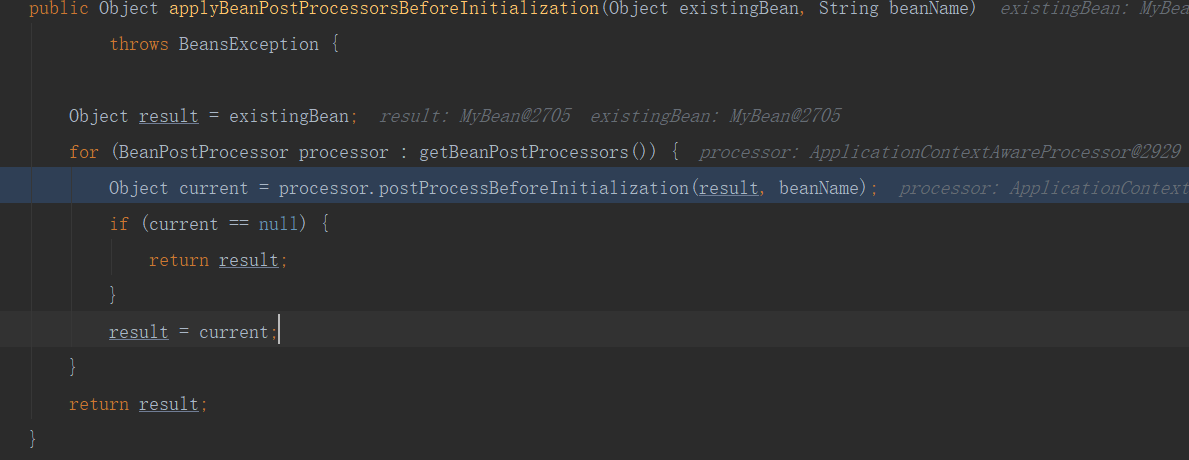 public Object applyBeanPostProcessorsBeforeInitialization(Object existingBean, String beanName)  existingBean: MyBea
throws BeansException {
Object result = existingBean;  result: MyBean@2705  existingBean: MyBean@2705
for (BeanPostProcessor processor : getBeanPostProcessors()) {  processor: ApplicationContextAwareProcessor@2929
Object current = processor.postProcessBeforeInitialization(result, beanName);  processor: ApplicationContext
if (current == null) {
return result;
}
result = current;
}
return result;
}